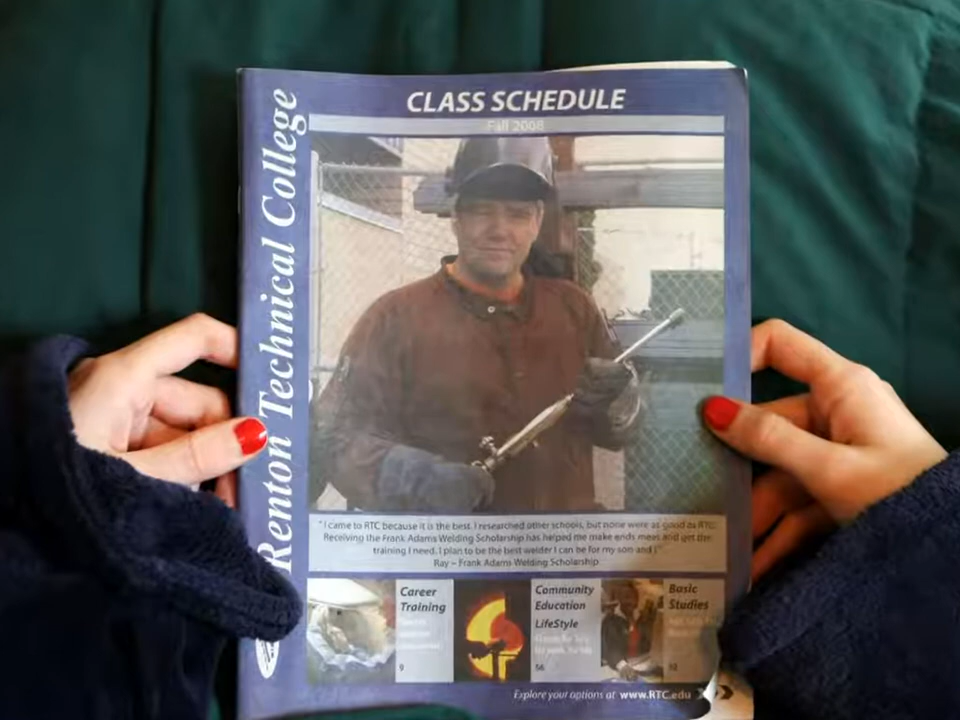 CLASS SCHEDULE
Fall 2008
Renton Technical College
"I came to RTC because it is the best. I researched other schools, but none were as good as RTC.
Receiving the Frank Adams Welding Scholarship has helped me make ends meet and get the
training I need. I plan to be the best welder I can be for my son and I"
Ray – Frank Adams Welding Scholarship
Career
Training
9
Community
Education
LifeStyle
56
Basic
Studies
Explore your options at www.RTC.edu